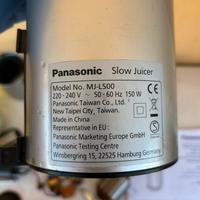 Panasonic Slow Juicer
Model No. MJ-L500
220 - 240 V ~ 50 - 60 Hz 150 W
Panasonic Taiwan Co., Ltd.
New Taipei City, Taiwan.
Made in China
Representative in EU :
Panasonic Marketing Europe GmbH
Panasonic Testing Centre
Winsbergring 15, 22525 Hamburg Germany